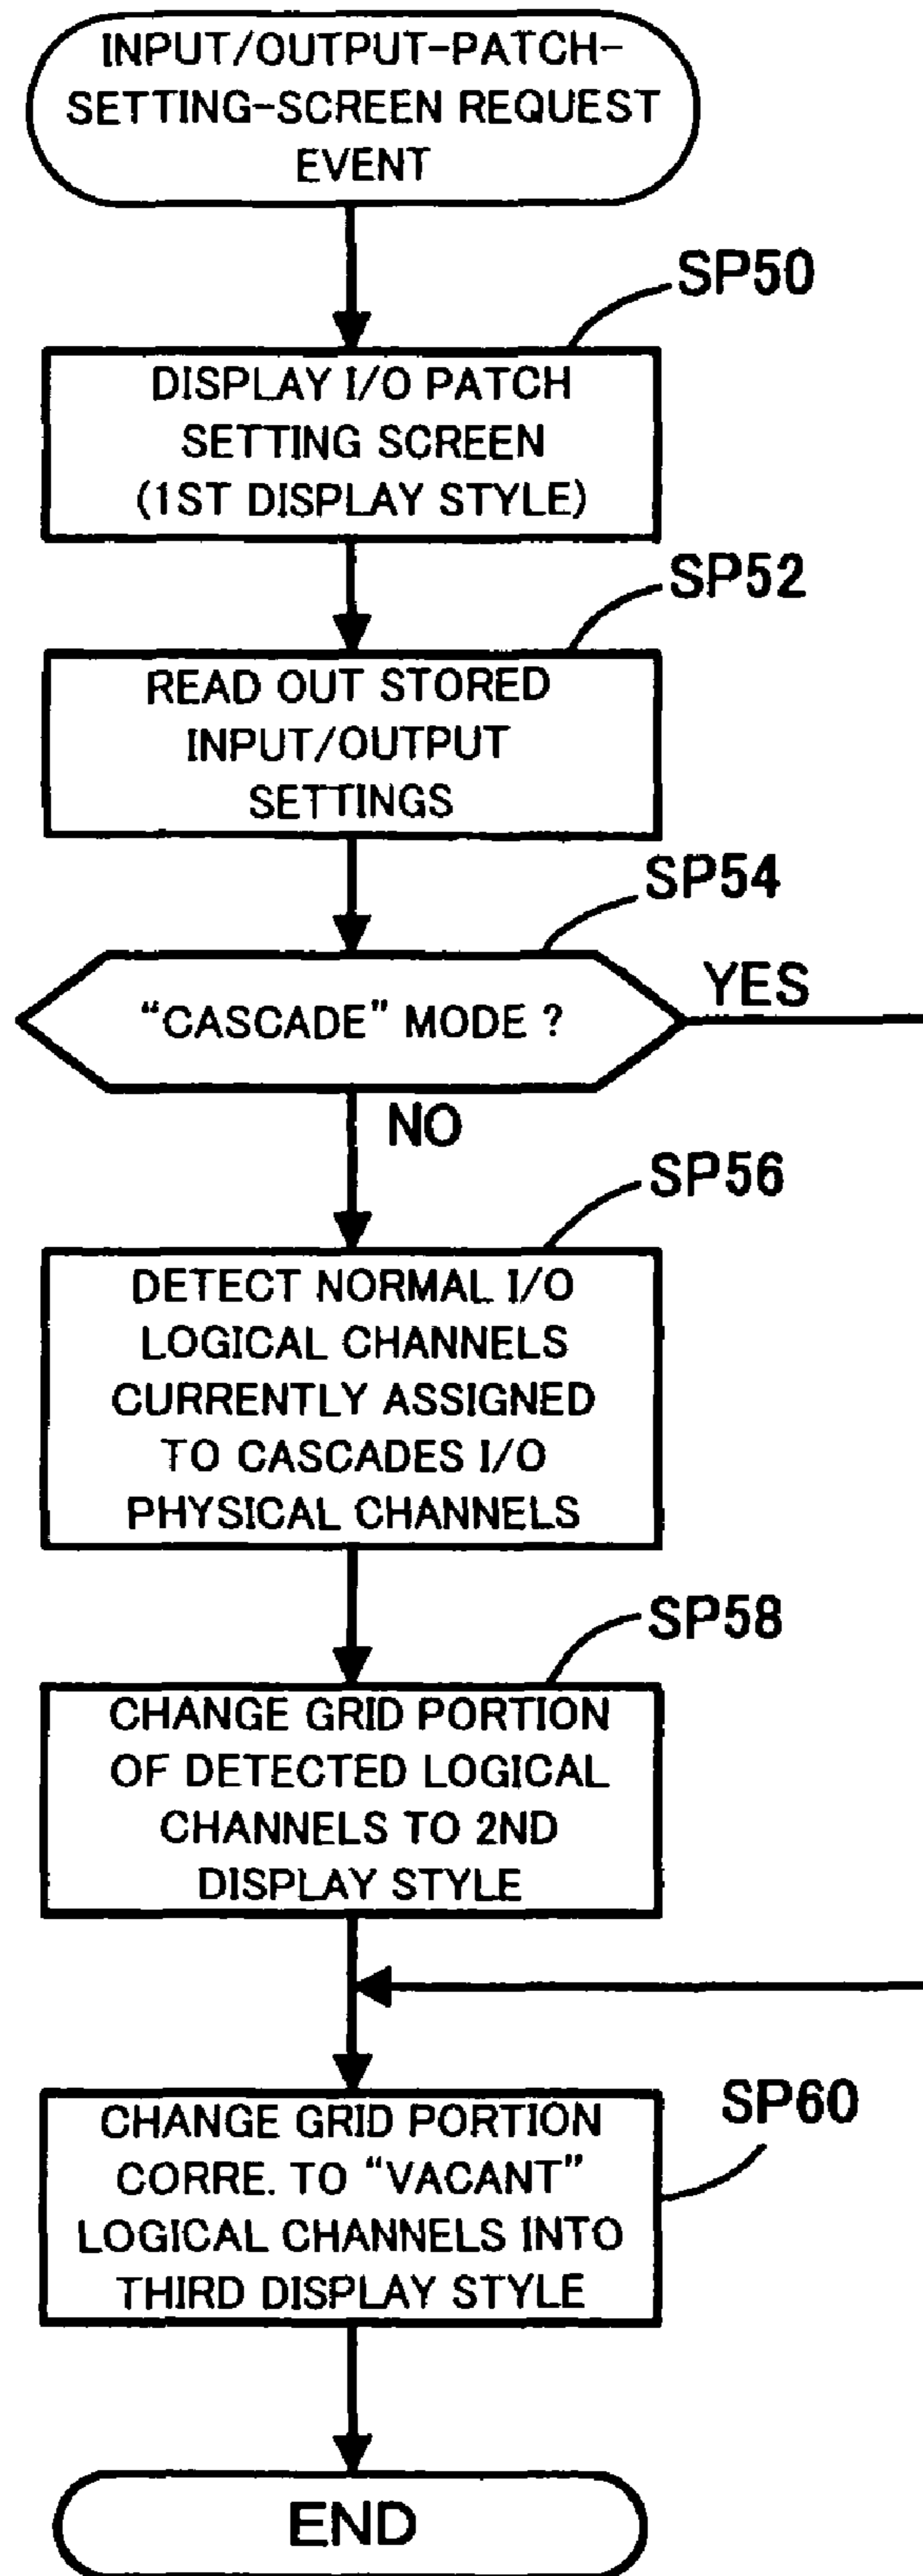 INPUT/OUTPUT-PATCH-
SETTING-SCREEN REQUEST
EVENT
SP50
DISPLAY I/O PATCH
SETTING SCREEN
(1ST DISPLAY STYLE)
SP52
READ OUT STORED
INPUT/OUTPUT
SETTINGS
SP54
“CASCADE” MODE ?
YES
NO
SP56
DETECT NORMAL I/O
LOGICAL CHANNELS
CURRENTLY ASSIGNED
TO CASCADES I/O
PHYSICAL CHANNELS
SP58
CHANGE GRID PORTION
OF DETECTED LOGICAL
CHANNELS TO 2ND
DISPLAY STYLE
SP60
CHANGE GRID PORTION
CORRE. TO “VACANT”
LOGICAL CHANNELS INTO
THIRD DISPLAY STYLE
END